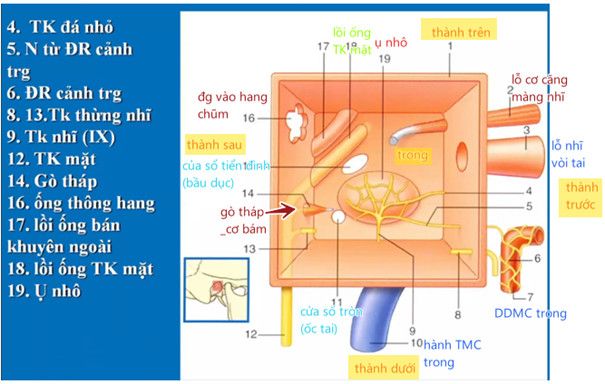 4. TK đá nhỏ
5. N từ ĐR cảnh
trg
6. ĐR cảnh trg
8. 13.Tk thừng nhĩ
9. Tk nhĩ (IX)
12. TK mặt
14. Gò tháp
16. ống thông hang
17. lồi ống bán
khuyên ngoài
18. lồi ống TK mặt
19. Ụ nhô
lồi ống
TK mặt
ụ nhô
thành trên
17
18
19
1
lỗ cơ căng
màng nhĩ
2
đg vào hang
chũm
16
3
thành sau
trong
lỗ nhĩ
vòi tai
cửa sổ tiền đình
(bầu dục)
thành
trước
14
4
5
gò tháp
_cơ bám
13
6
7
11
8
DDMC trong
cửa sổ tròn
(ốc tai)
12
9
10
hành TMC
trong
thành dưới